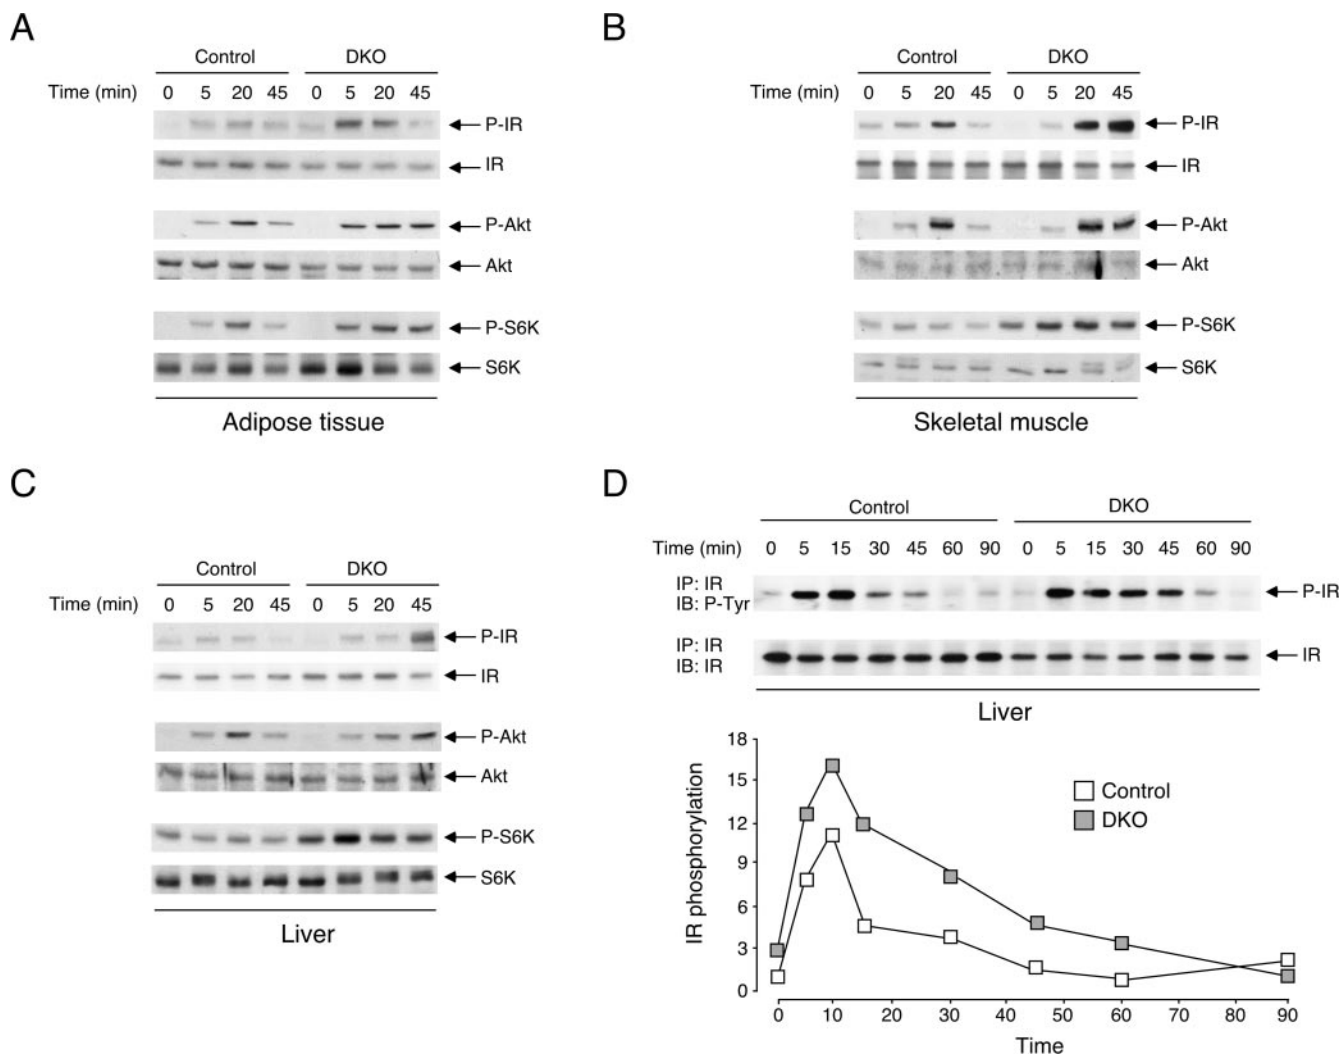 A
Control DKO
Time (min) 0 5 20 45 0 5 20 45
P-IR
IR
P-Akt
Akt
P-S6K
S6K
Adipose tissue
B
Control DKO
Time (min) 0 5 20 45 0 5 20 45
P-IR
IR
P-Akt
Akt
P-S6K
S6K
Skeletal muscle
C
Control DKO
Time (min) 0 5 20 45 0 5 20 45
P-IR
IR
P-Akt
Akt
P-S6K
S6K
Liver
D
Control DKO
Time (min) 0 5 15 30 45 60 90 0 5 15 30 45 60 90
IP: IR
IB: P-Tyr
P-IR
IP: IR
IB: IR
IR
Liver
18
15
12
9
6
3
0
IR phosphorylation
Control
DKO
0 10 20 30 40 50 60 70 80 90
Time